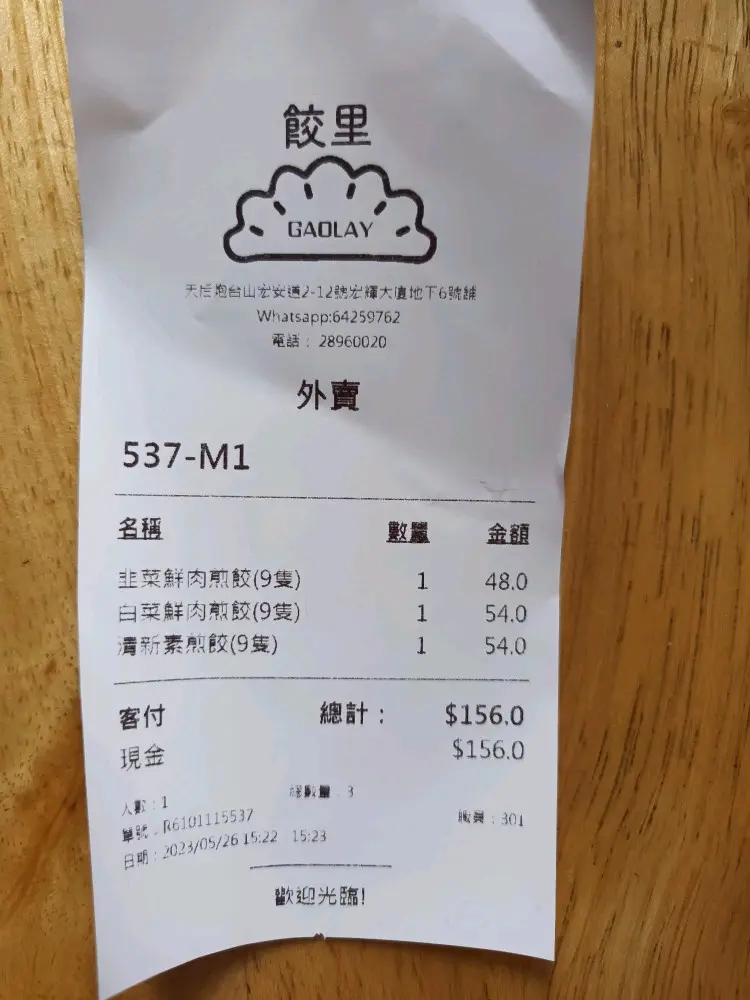 餃里
GAOLAY
天后炮台山宏安道2-12號宏輝大廈地下6號舖
Whatsapp:64259762
電話： 28960020
外賣
537-M1
名稱 數量 金額
韭菜鮮肉煎餃(9隻) 1 48.0
白菜鮮肉煎餃(9隻) 1 54.0
清新素煎餃(9隻) 1 54.0
客付 總計： $156.0
現金 $156.0
人數：1 總數量：3
單號：R6101115537 職員：301
日期：2023/05/26 15:22 15:23
歡迎光臨!